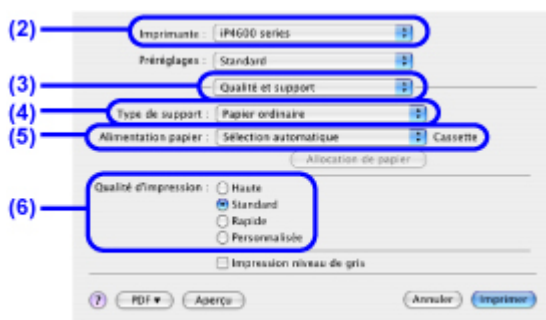 (2) Imprimante : iP4600 series
Préréglages : Standard
(3) Qualité et support
(4) Type de support : Papier ordinaire
(5) Alimentation papier : Sélection automatique Cassette
Allocation de papier
(6) Qualité d'impression : Haute
Standard
Rapide
Personnalisée
Impression niveau de gris
? PDF ▼ Aperçu Annuler Imprimer